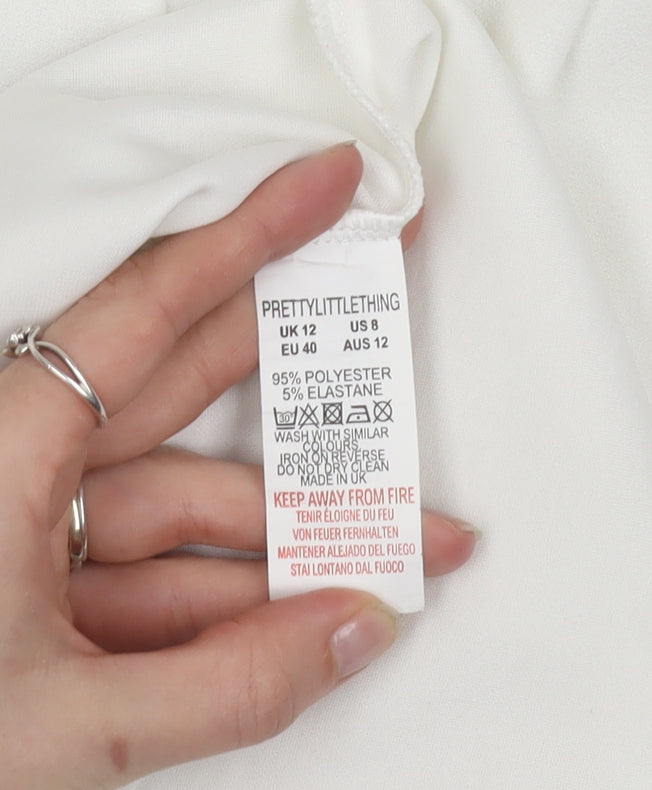 PRETTYLITTLETHING
UK 12 US 8
EU 40 AUS 12
95% POLYESTER
5% ELASTANE
30°
WASH WITH SIMILAR
COLOURS
IRON ON REVERSE
DO NOT DRY CLEAN
MADE IN UK
KEEP AWAY FROM FIRE
TENIR ÉLOIGNE DU FEU
VON FEUER FERNHALTEN
MANTENER ALEJADO DEL FUEGO
STAI LONTANO DAL FUOCO